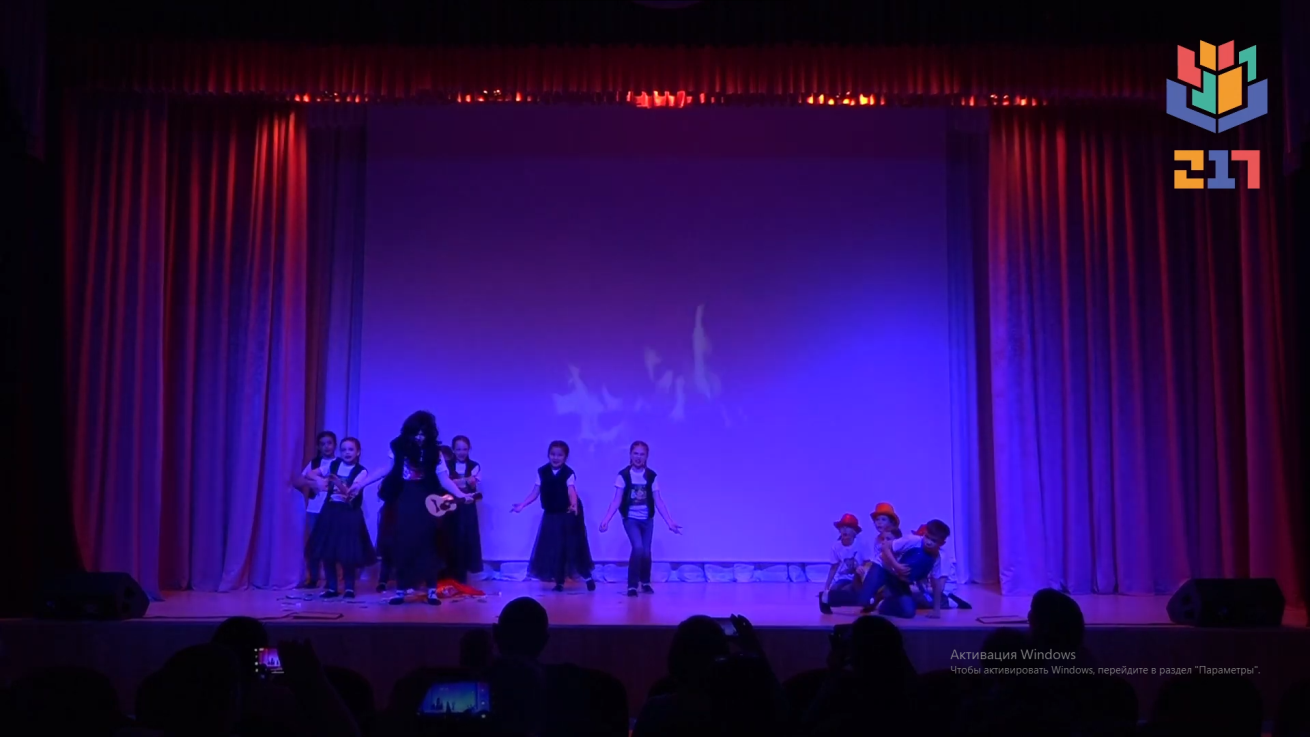 217
Активация Windows
Чтобы активировать Windows, перейдите в раздел "Параметры".